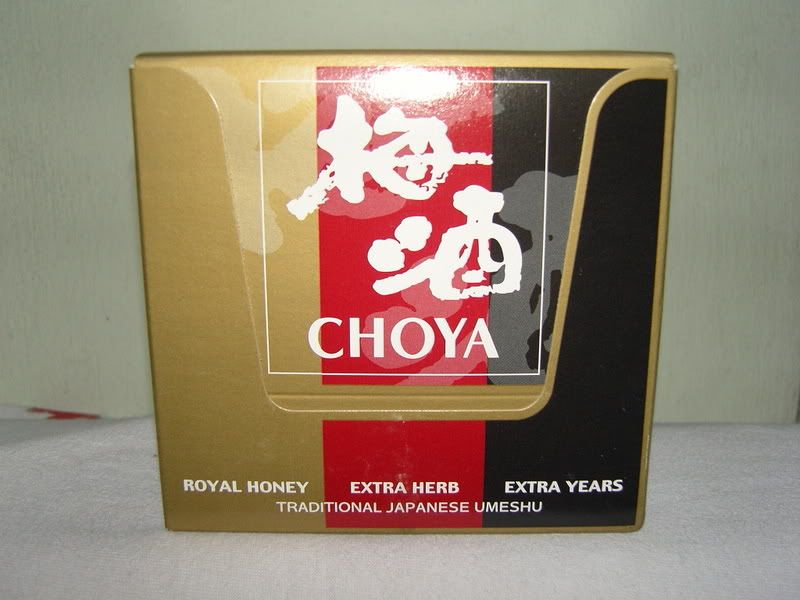 梅
酒
CHOYA
ROYAL HONEY EXTRA HERB EXTRA YEARS
TRADITIONAL JAPANESE UMESHU